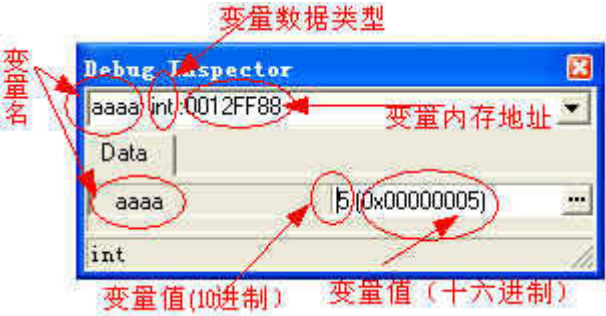 变量数据类型
变量名
Debug Inspector
aaaa: int :0012FF88
变量内存地址
Data
aaaa
5 (0x00000005)
...
int
变量值(10进制)
变量值（十六进制）